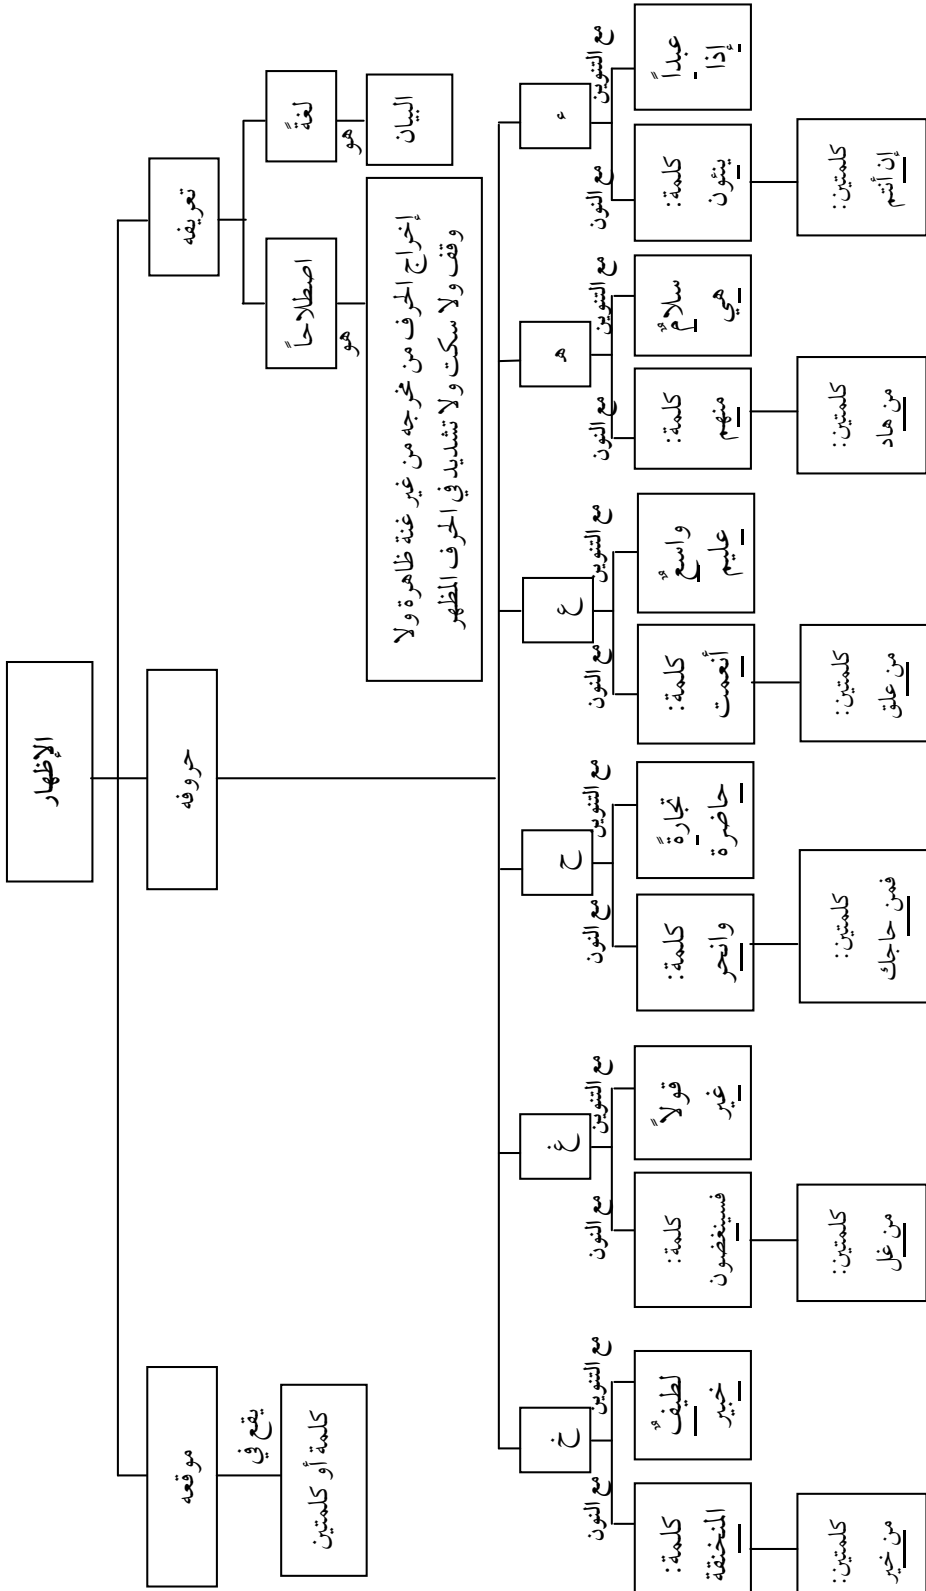 الإظهار
تعريفه
لغةً
هو
البيان
اصطلاحاً
هو
إخراج الحرف من مخرجه من غير غنة ظاهرة ولا
وقف ولا سكت ولا تشديد في الحرف المظهر
حروفه
ء
مع التنوين
عبداً
إذا
مع النون
كلمة:
ينئون
كلمتين:
إن أنتم
هـ
مع التنوين
سلامٌ
هي
مع النون
كلمة:
منهم
كلمتين:
من هاد
ع
مع التنوين
واسعٌ
عليم
مع النون
كلمة:
أنعمت
كلمتين:
من علق
ح
مع التنوين
تجارةً
حاضرة
مع النون
كلمة:
وانحر
كلمتين:
فمن حاجك
غ
مع التنوين
قولاً
غير
مع النون
كلمة:
فسينغضون
كلمتين:
من غل
خ
مع التنوين
لطيفٌ
خبير
مع النون
كلمة:
المنخنقة
كلمتين:
من خير
موقعه
يقع في
كلمة أو كلمتين